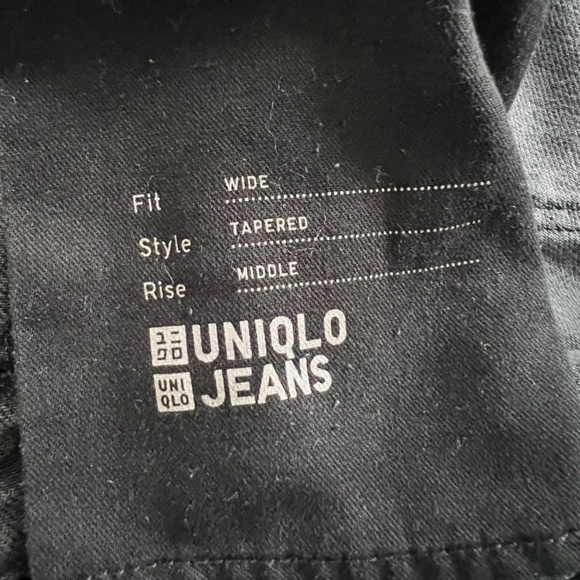 Fit WIDE
Style TAPERED
Rise MIDDLE
ユニクロ UNIQLO
UNIQLO JEANS